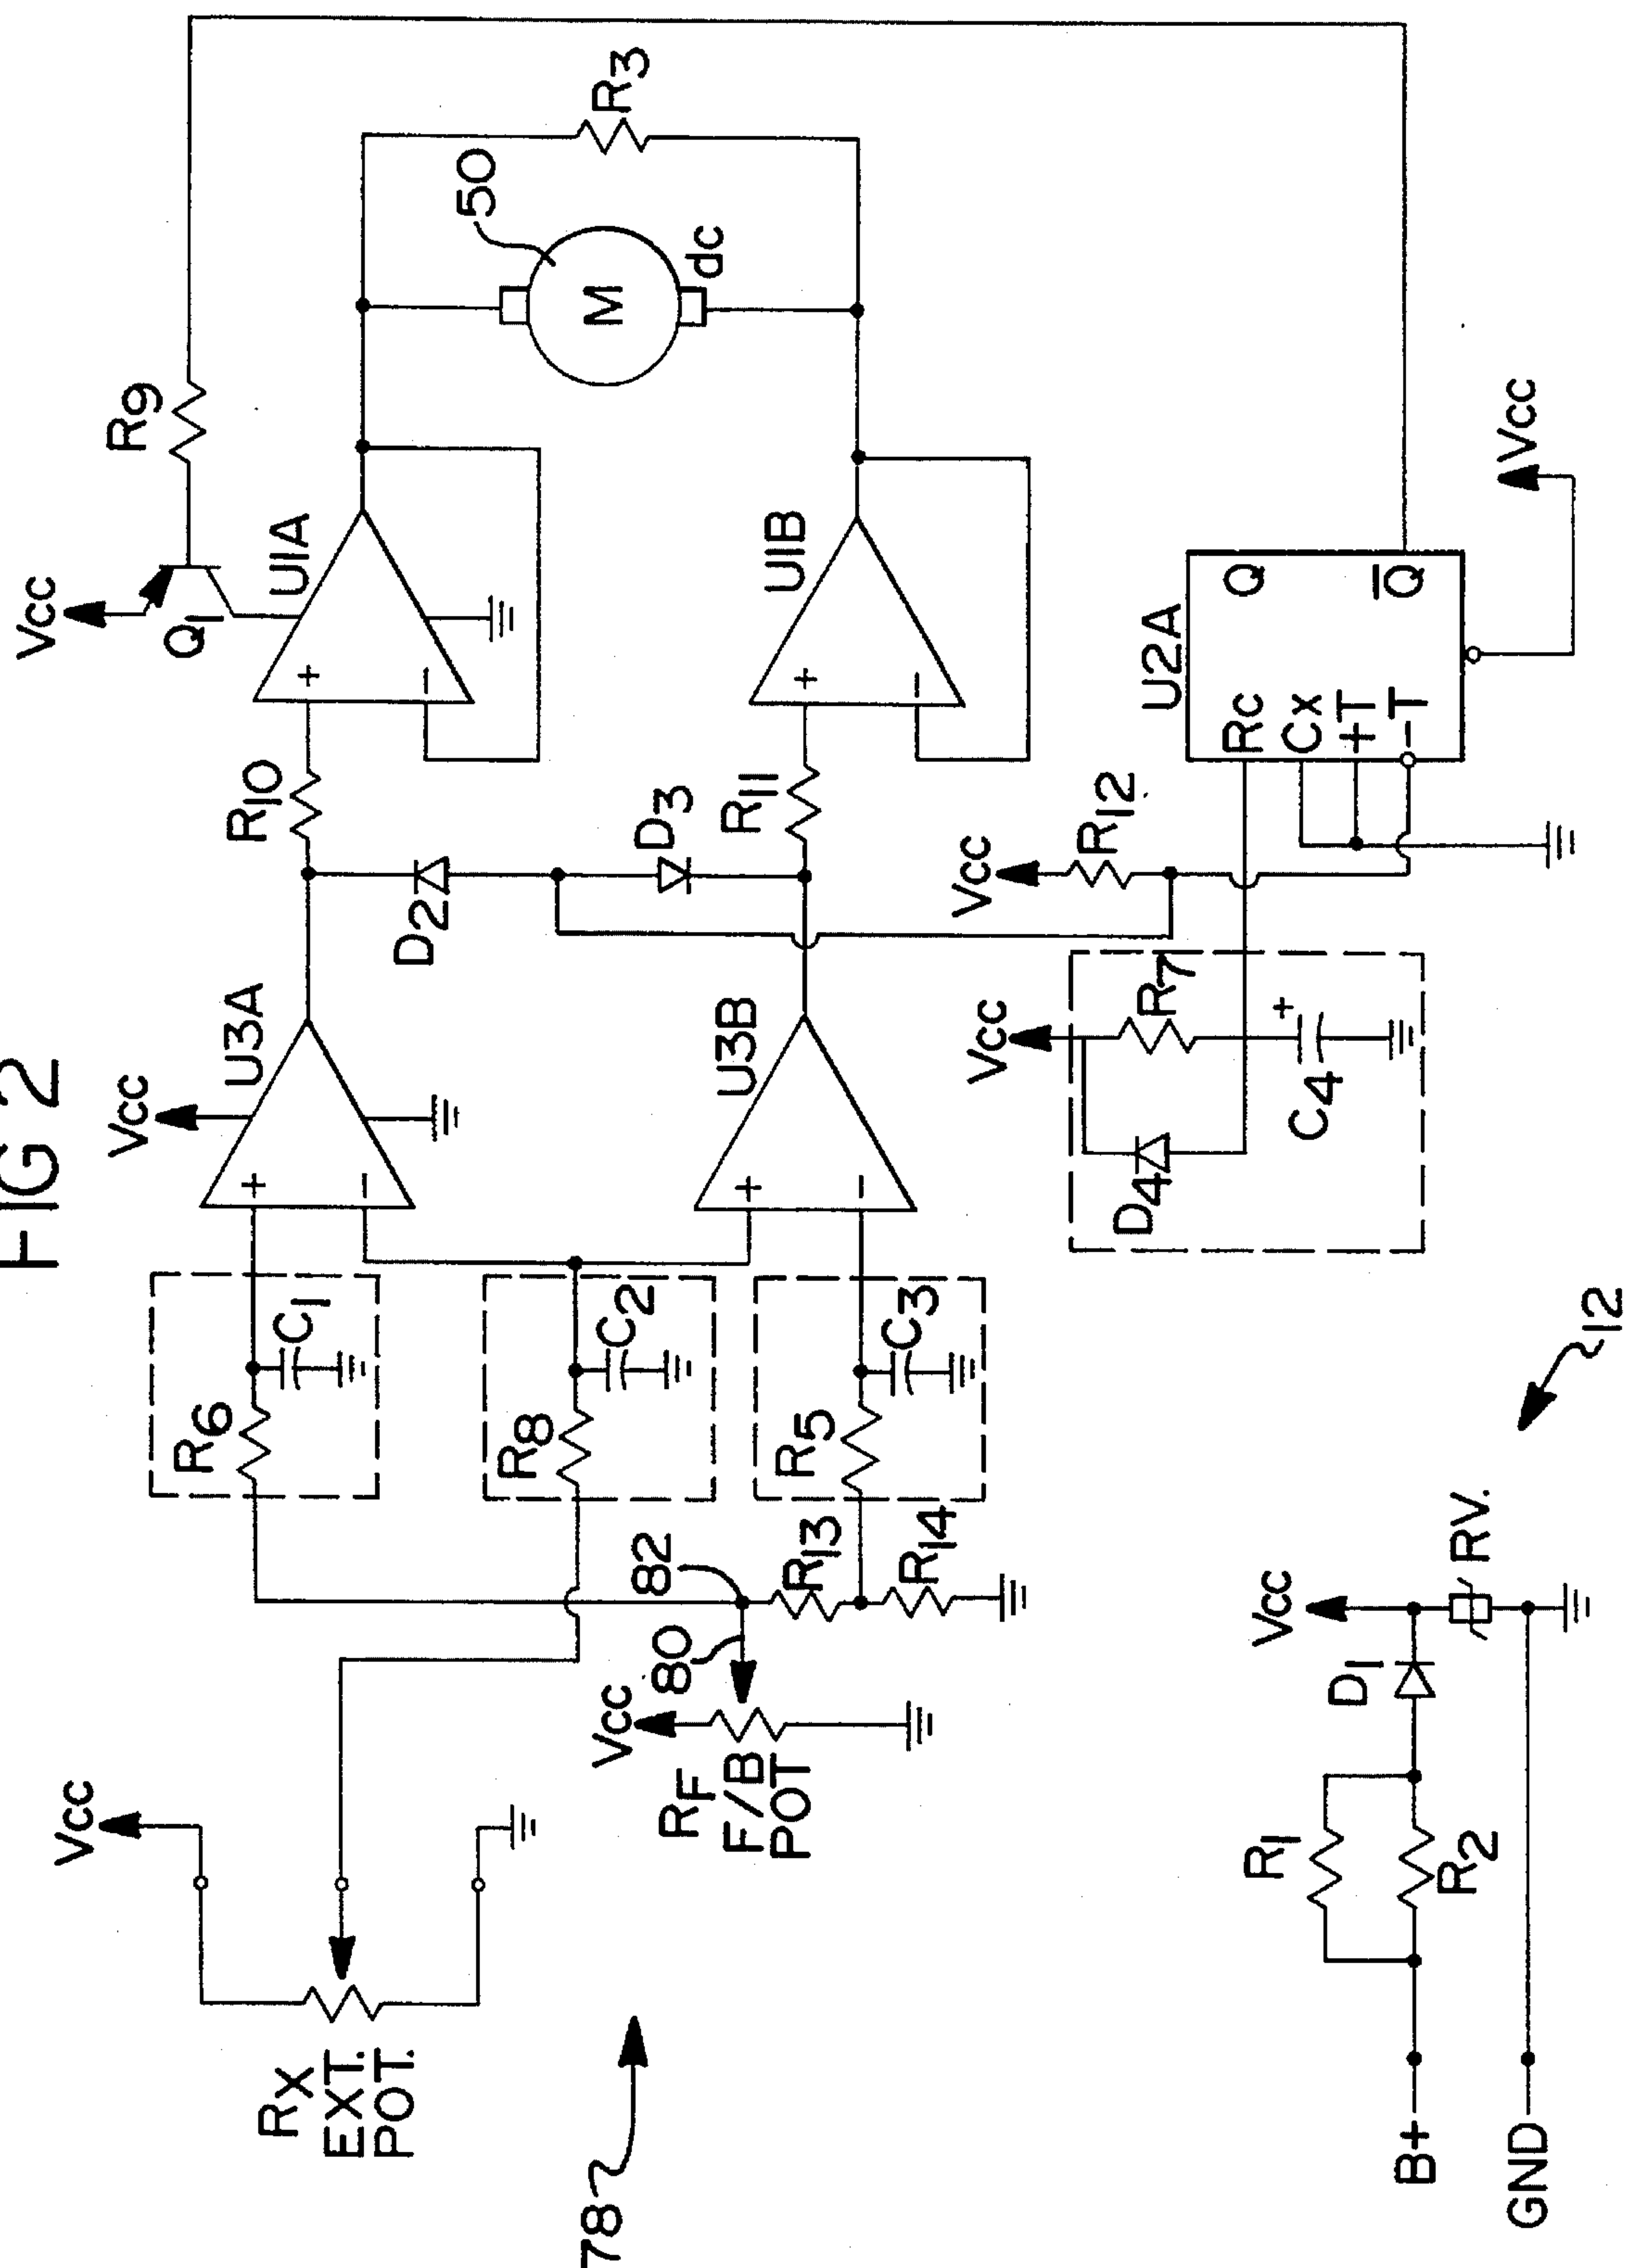 FIG 2
Vcc
R9
Q1
R3
Vcc
U3A
+
−
R10
U1A
+
−
50
M
dc
R6
C1
D2
D3
R8
C2
Vcc
RX
EXT.
POT.
82
80
Vcc
RF
F/B
POT
R13
R14
R5
C3
U3B
+
−
R11
U1B
+
−
Vcc
R12
Vcc
R7
D4
+
C4
U2A
Rc
Cx
+T
-T
Q
Q̅
Vcc
78
Vcc
D1
R1
R2
RV.
B+
GND
12